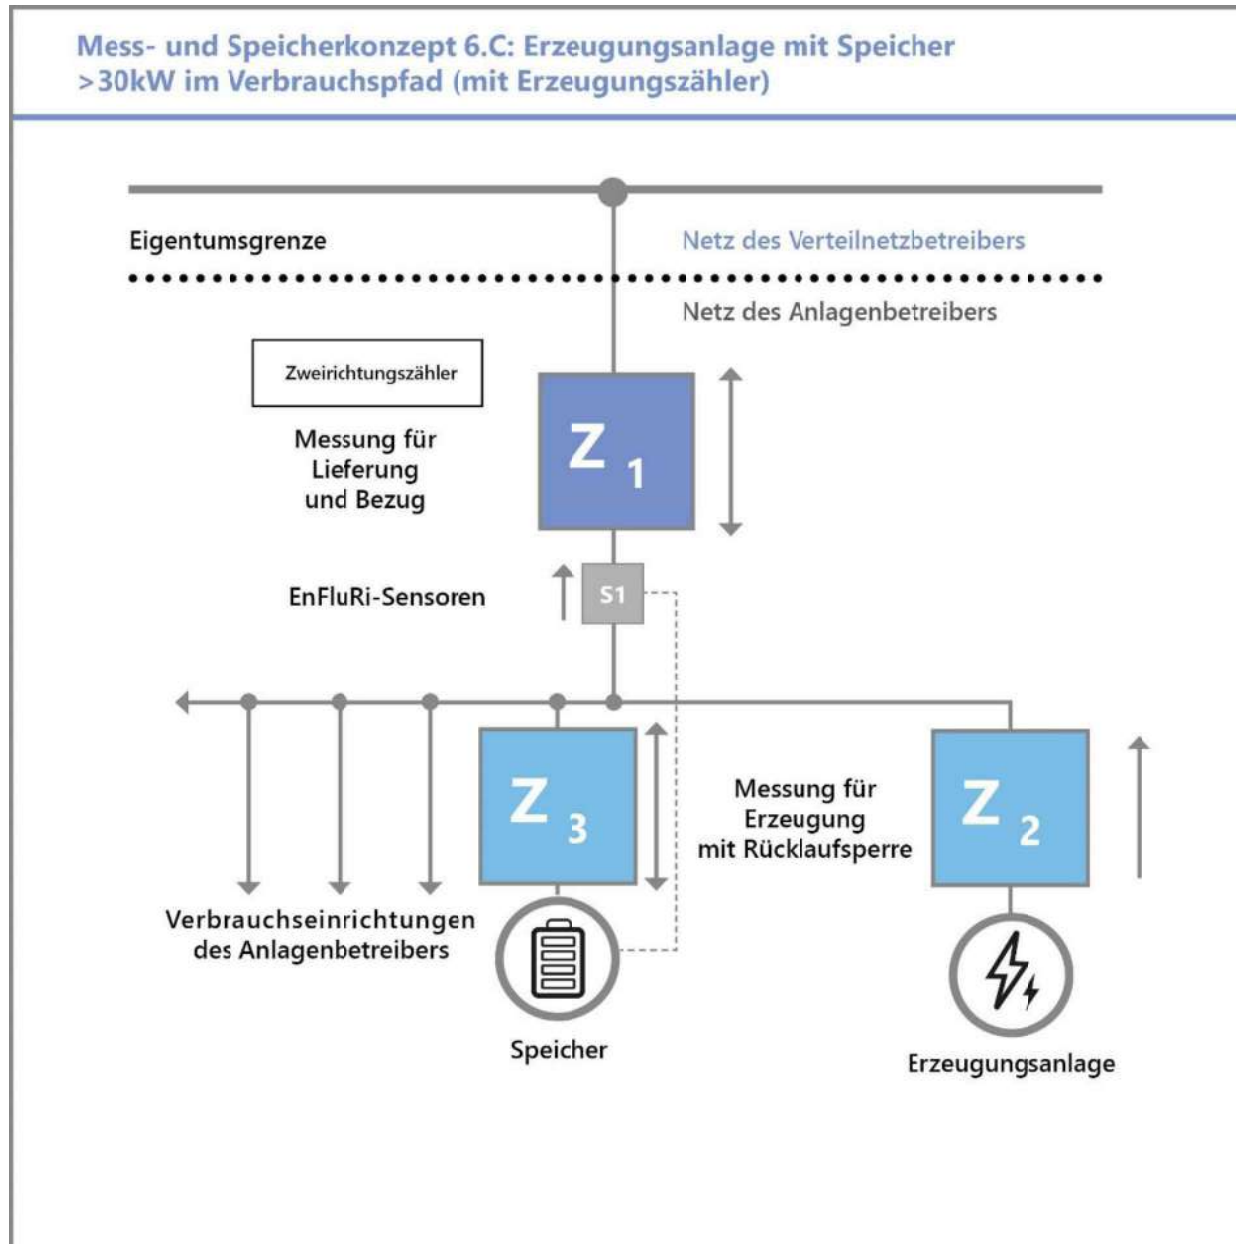 Mess- und Speicherkonzept 6.C: Erzeugungsanlage mit Speicher
>30kW im Verbrauchspfad (mit Erzeugungszähler)
Eigentumsgrenze
Netz des Verteilnetzbetreibers
Netz des Anlagenbetreibers
Zweirichtungszähler
Messung für
Lieferung
und Bezug
Z 1
EnFluRi-Sensoren
S1
Z 3
Messung für
Erzeugung
mit Rücklaufsperre
Z 2
Verbrauchseinrichtungen
des Anlagenbetreibers
Speicher
Erzeugungsanlage